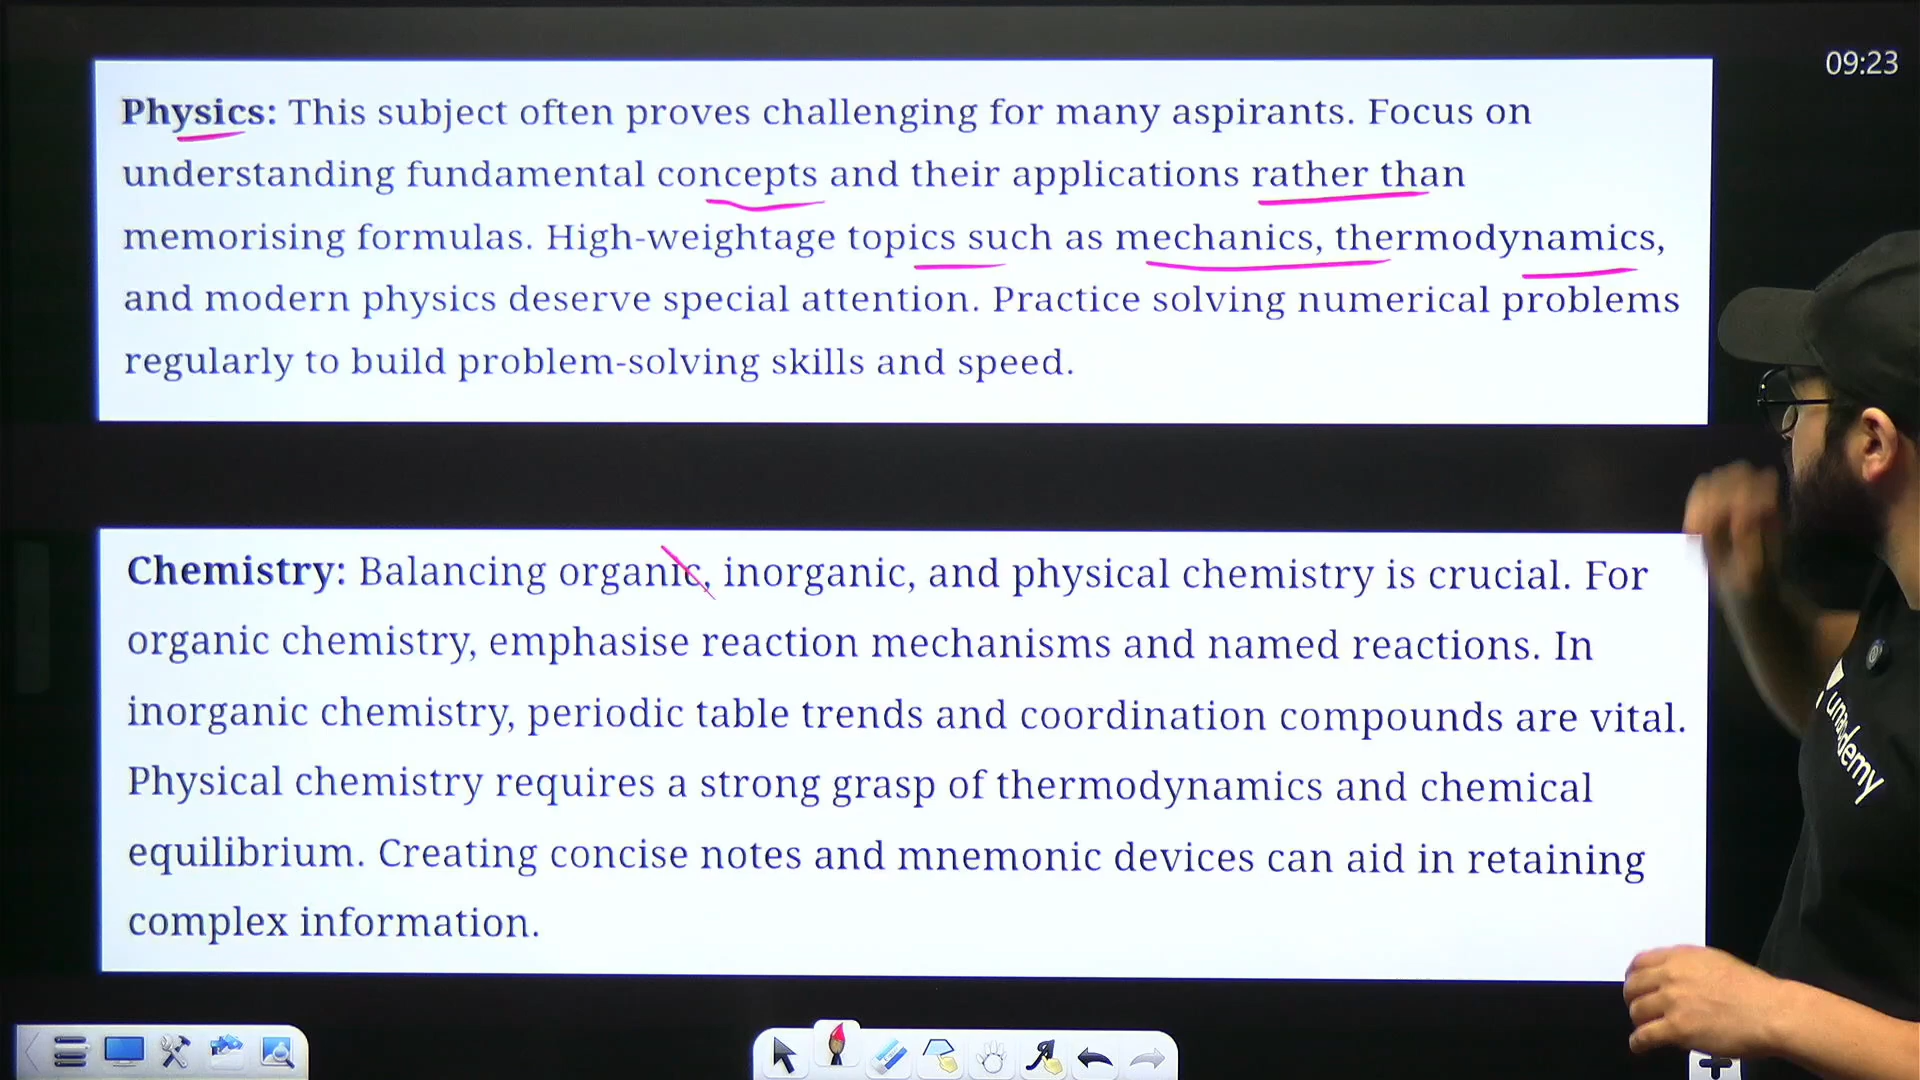 09:23
Physics: This subject often proves challenging for many aspirants. Focus on
understanding fundamental concepts and their applications rather than
memorising formulas. High-weightage topics such as mechanics, thermodynamics,
and modern physics deserve special attention. Practice solving numerical problems
regularly to build problem-solving skills and speed.
Chemistry: Balancing organic, inorganic, and physical chemistry is crucial. For
organic chemistry, emphasise reaction mechanisms and named reactions. In
inorganic chemistry, periodic table trends and coordination compounds are vital.
Physical chemistry requires a strong grasp of thermodynamics and chemical
equilibrium. Creating concise notes and mnemonic devices can aid in retaining
complex information.
unacademy